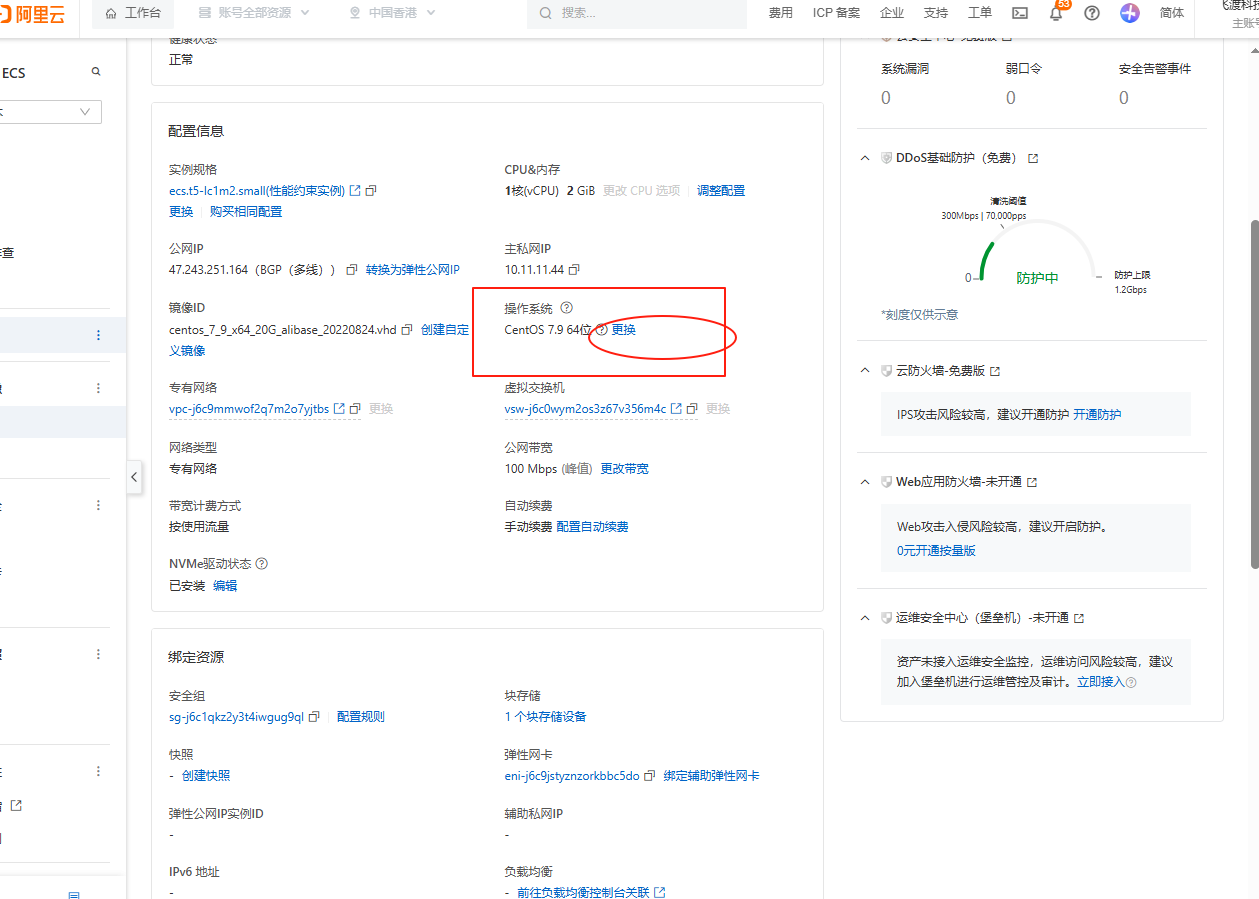 阿里云
工作台
账号全部资源
中国香港
搜索...
费用
ICP 备案
企业
支持
工单
53
简体
主账号
ECS
健康状态
正常
配置信息
实例规格
ecs.t5-lc1m2.small(性能约束实例)
更换
购买相同配置
CPU&内存
1核(vCPU) 2 GiB 更改 CPU 选项 调整配置
公网IP
47.243.251.164（BGP（多线）） 转换为弹性公网IP
主私网IP
10.11.11.44
镜像ID
centos_7_9_x64_20G_alibase_20220824.vhd 创建自定
义镜像
操作系统
CentOS 7.9 64位 更换
专有网络
vpc-j6c9mmwof2q7m2o7yjtbs 更换
虚拟交换机
vsw-j6c0wym2os3z67v356m4c 更换
网络类型
专有网络
公网带宽
100 Mbps (峰值) 更改带宽
带宽计费方式
按使用流量
自动续费
手动续费 配置自动续费
NVMe驱动状态
已安装 编辑
绑定资源
安全组
sg-j6c1qkz2y3t4iwgug9ql 配置规则
块存储
1 个块存储设备
快照
- 创建快照
弹性网卡
eni-j6c9jstyznzorkbbc5do 绑定辅助弹性网卡
弹性公网IP实例ID
-
辅助私网IP
-
IPv6 地址
-
负载均衡
- 前往负载均衡控制台关联
系统漏洞
0
弱口令
0
安全告警事件
0
DDoS基础防护（免费）
清洗阈值
300Mbps | 70,000pps
0
防护中
防护上限
1.2Gbps
*刻度仅供示意
云防火墙-免费版
IPS攻击风险较高，建议开通防护 开通防护
Web应用防火墙-未开通
Web攻击入侵风险较高，建议开启防护。
0元开通按量版
运维安全中心（堡垒机）-未开通
资产未接入运维安全监控，运维访问风险较高，建议
加入堡垒机进行运维管控及审计。立即接入